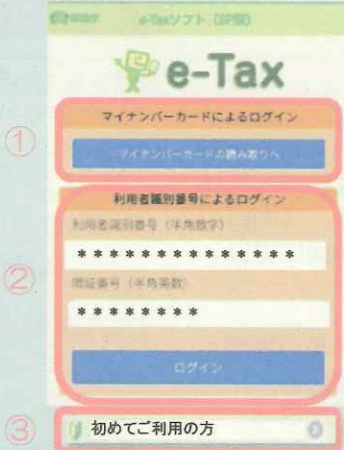 e-Taxソフト（SP版）
e-Tax
マイナンバーカードによるログイン
①
マイナンバーカードの読み取りへ
利用者識別番号によるログイン
利用者識別番号（半角数字）
**************
②
暗証番号（半角英数）
********
ログイン
③
初めてご利用の方